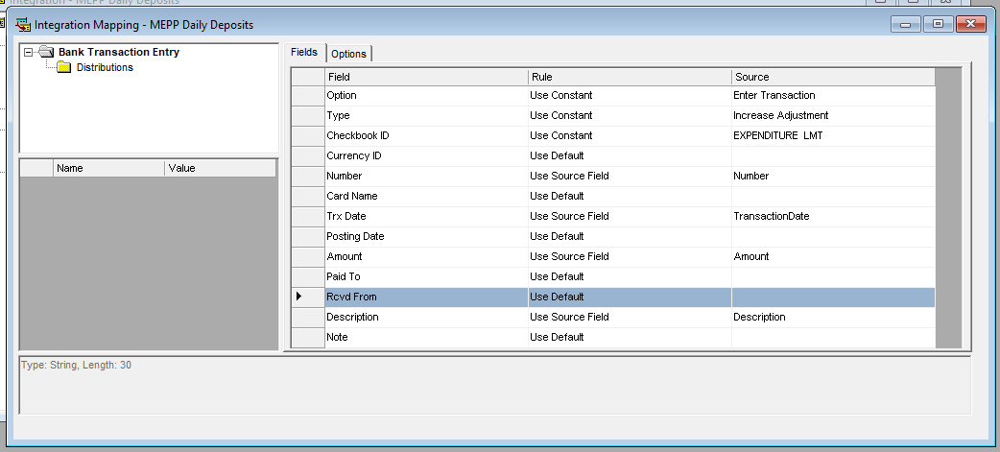 Integration Mapping - MEPP Daily Deposits
Bank Transaction Entry
Distributions
Name Value
Fields Options
Field Rule Source
Option Use Constant Enter Transaction
Type Use Constant Increase Adjustment
Checkbook ID Use Constant EXPENDITURE LMT
Currency ID Use Default
Number Use Source Field Number
Card Name Use Default
Trx Date Use Source Field TransactionDate
Posting Date Use Default
Amount Use Source Field Amount
Paid To Use Default
Rcvd From Use Default
Description Use Source Field Description
Note Use Default
Type: String, Length: 30